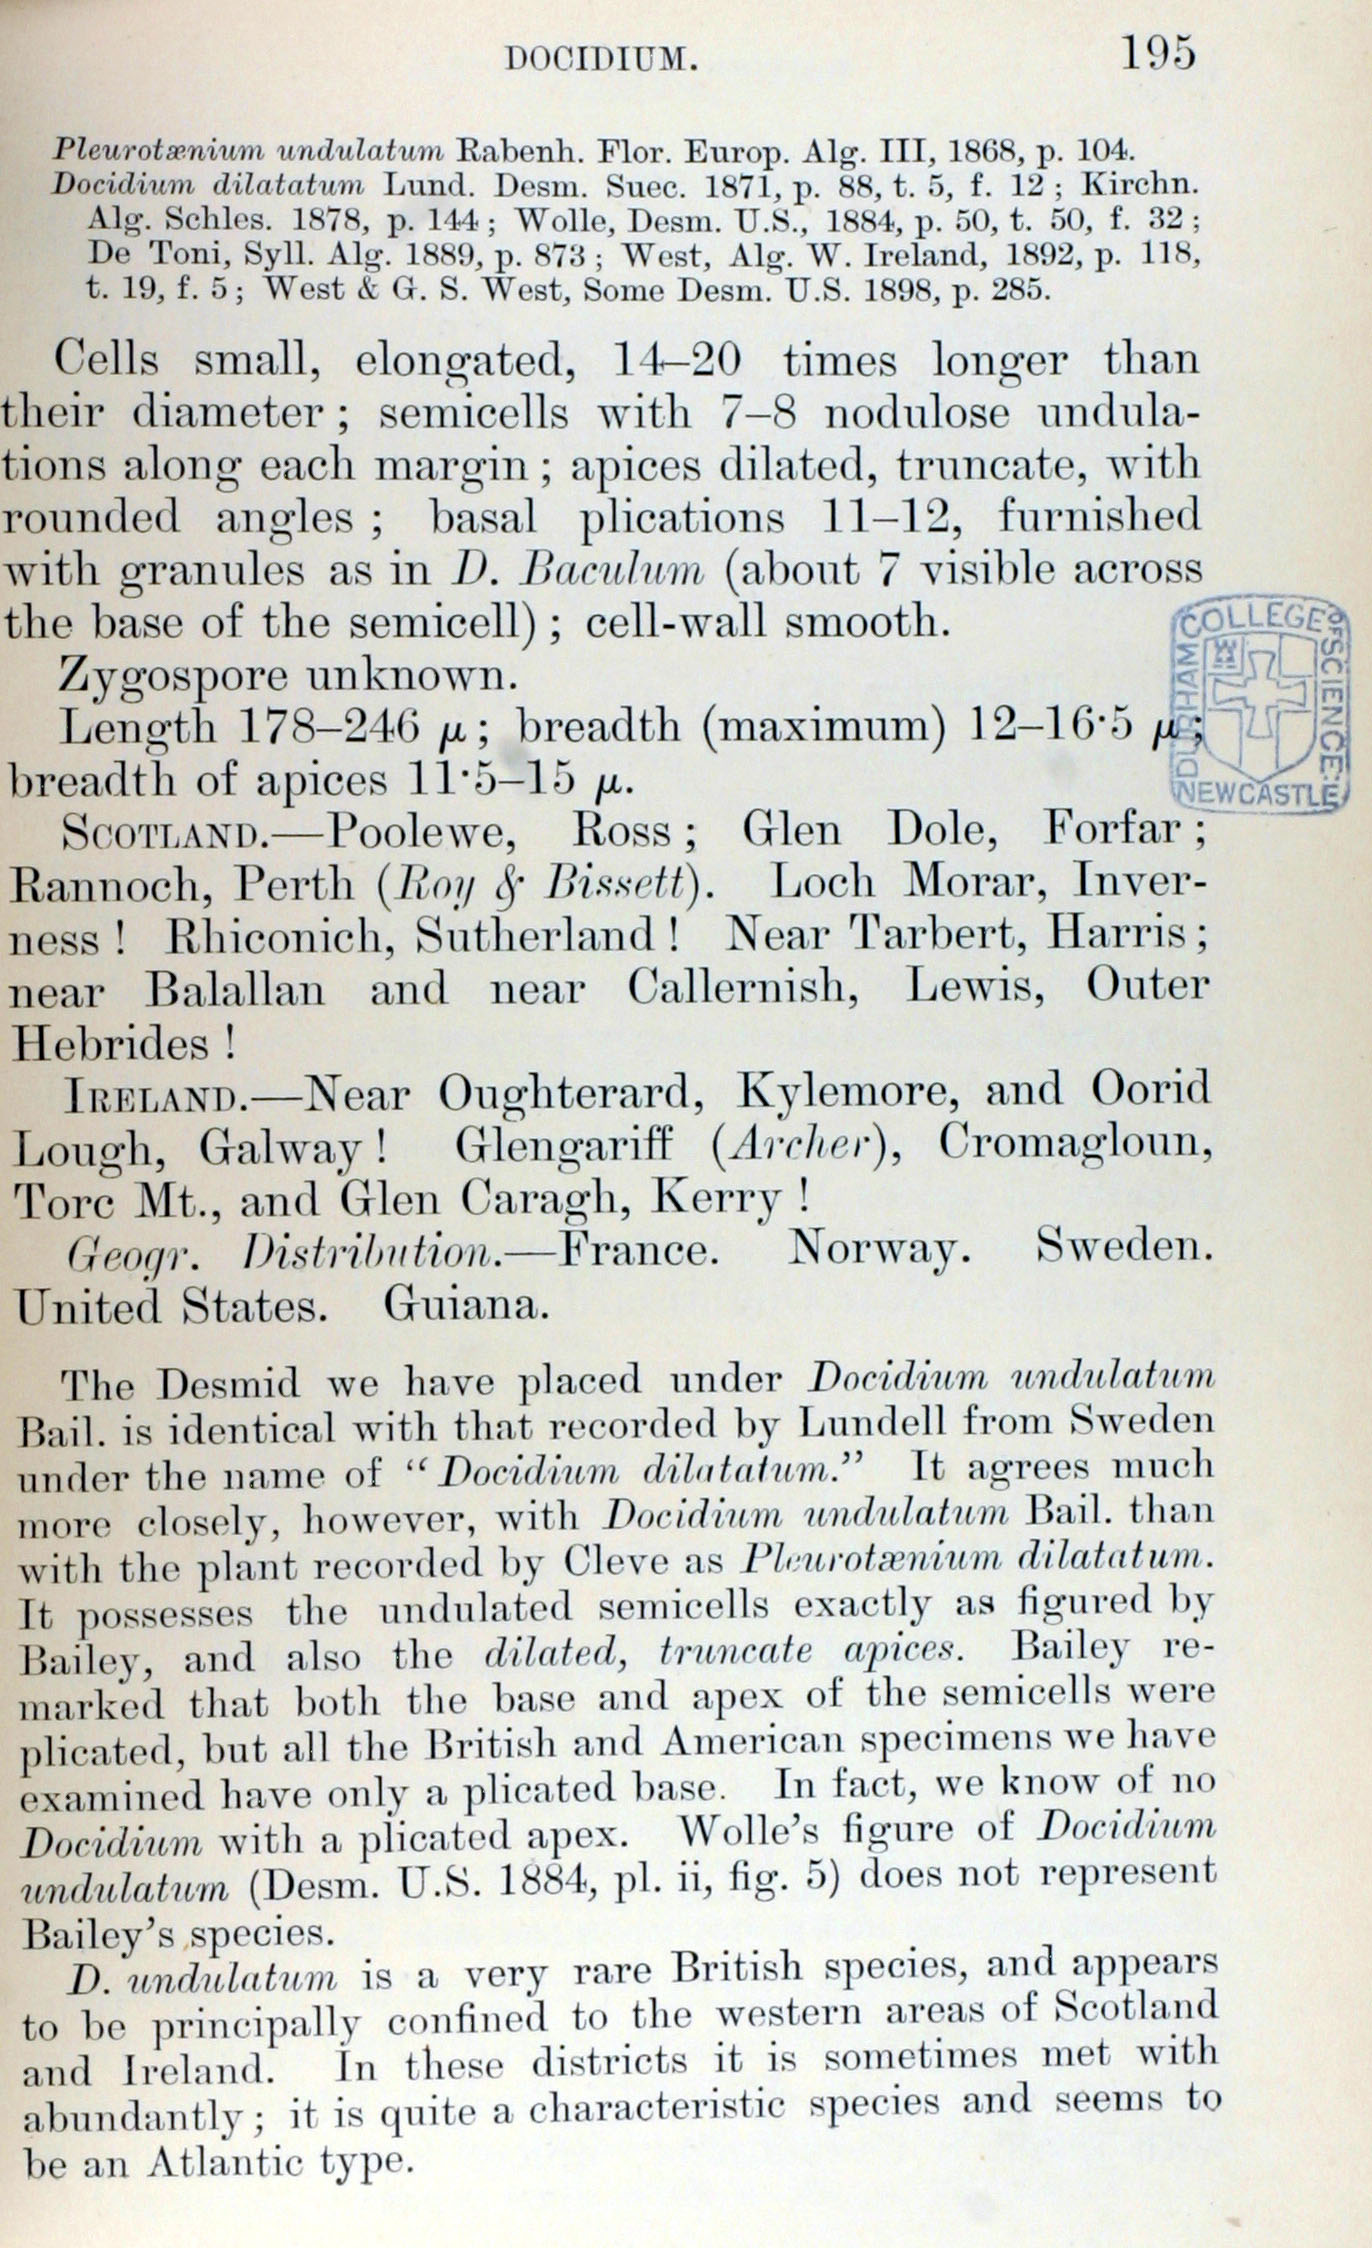 DOCIDIUM. 195
Pleurotænium undulatum Rabenh. Flor. Europ. Alg. III, 1868, p. 104.
Docidium dilatatum Lund. Desm. Suec. 1871, p. 88, t. 5, f. 12 ; Kirchn.
Alg. Schles. 1878, p. 144 ; Wolle, Desm. U.S., 1884, p. 50, t. 50, f. 32 ;
De Toni, Syll. Alg. 1889, p. 873 ; West, Alg. W. Ireland, 1892, p. 118,
t. 19, f. 5 ; West & G. S. West, Some Desm. U.S. 1898, p. 285.
Cells small, elongated, 14–20 times longer than
their diameter ; semicells with 7–8 nodulose undula-
tions along each margin ; apices dilated, truncate, with
rounded angles ; basal plications 11–12, furnished
with granules as in D. Baculum (about 7 visible across
the base of the semicell) ; cell-wall smooth.
Zygospore unknown.
Length 178–246 μ ; breadth (maximum) 12–16·5 μ ;
breadth of apices 11·5–15 μ.
SCOTLAND.—Poolewe, Ross ; Glen Dole, Forfar ;
Rannoch, Perth (Roy & Bissett). Loch Morar, Inver-
ness ! Rhiconich, Sutherland ! Near Tarbert, Harris ;
near Balallan and near Callernish, Lewis, Outer
Hebrides !
IRELAND.—Near Oughterard, Kylemore, and Oorid
Lough, Galway ! Glengariff (Archer), Cromagloun,
Torc Mt., and Glen Caragh, Kerry !
Geogr. Distribution.—France. Norway. Sweden.
United States. Guiana.
The Desmid we have placed under Docidium undulatum
Bail. is identical with that recorded by Lundell from Sweden
under the name of “ Docidium dilatatum.” It agrees much
more closely, however, with Docidium undulatum Bail. than
with the plant recorded by Cleve as Pleurotænium dilatatum.
It possesses the undulated semicells exactly as figured by
Bailey, and also the dilated, truncate apices. Bailey re-
marked that both the base and apex of the semicells were
plicated, but all the British and American specimens we have
examined have only a plicated base. In fact, we know of no
Docidium with a plicated apex. Wolle’s figure of Docidium
undulatum (Desm. U.S. 1884, pl. ii, fig. 5) does not represent
Bailey’s species.
D. undulatum is a very rare British species, and appears
to be principally confined to the western areas of Scotland
and Ireland. In these districts it is sometimes met with
abundantly ; it is quite a characteristic species and seems to
be an Atlantic type.
DURHAM COLLEGE OF SCIENCE
NEWCASTLE